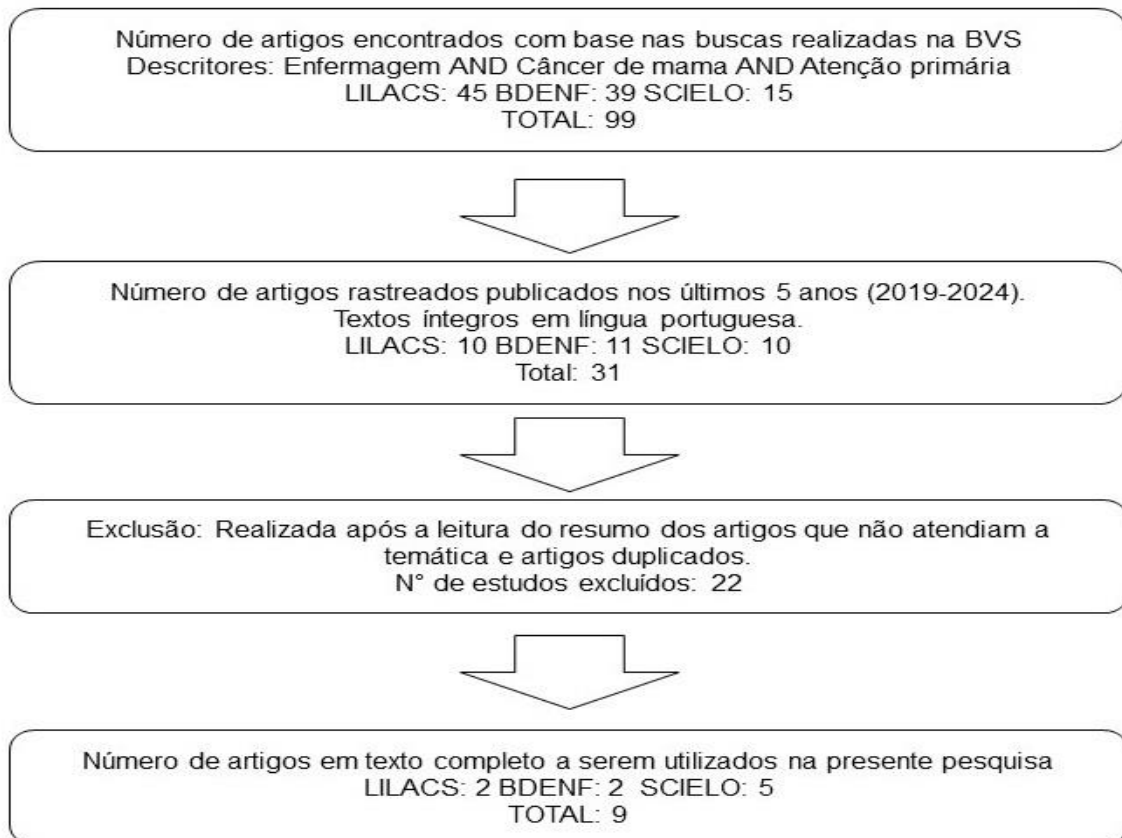 Número de artigos encontrados com base nas buscas realizadas na BVS
Descritores: Enfermagem AND Câncer de mama AND Atenção primária
LILACS: 45 BDENF: 39 SCIELO: 15
TOTAL: 99
Número de artigos rastreados publicados nos últimos 5 anos (2019-2024).
Textos íntegros em língua portuguesa.
LILACS: 10 BDENF: 11 SCIELO: 10
Total: 31
Exclusão: Realizada após a leitura do resumo dos artigos que não atendiam a
temática e artigos duplicados.
N° de estudos excluídos: 22
Número de artigos em texto completo a serem utilizados na presente pesquisa
LILACS: 2 BDENF: 2 SCIELO: 5
TOTAL: 9